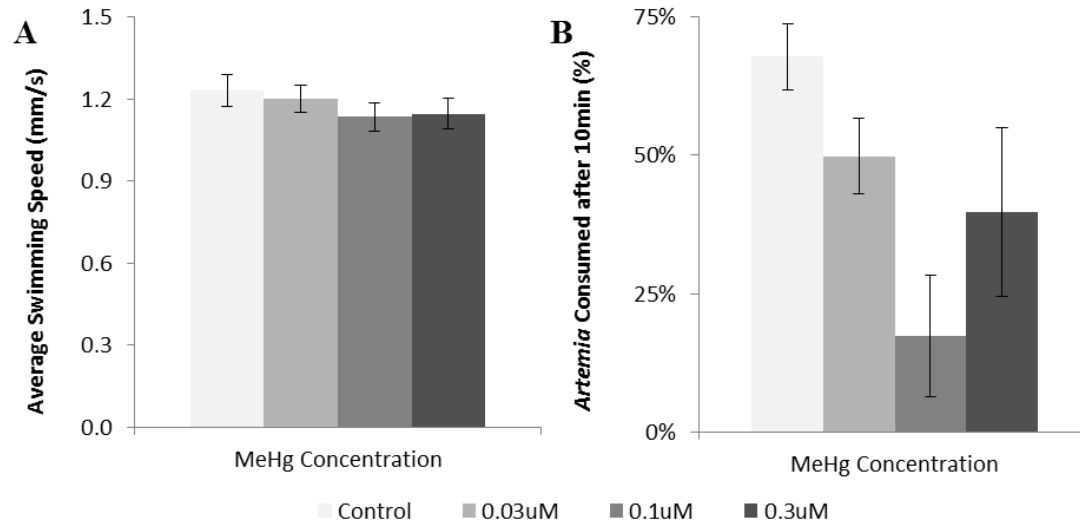 A
Average Swimming Speed (mm/s)
1.5
1.2
0.9
0.6
0.3
0.0
MeHg Concentration
B
Artemia Consumed after 10min (%)
75%
50%
25%
0%
MeHg Concentration
Control 0.03uM 0.1uM 0.3uM